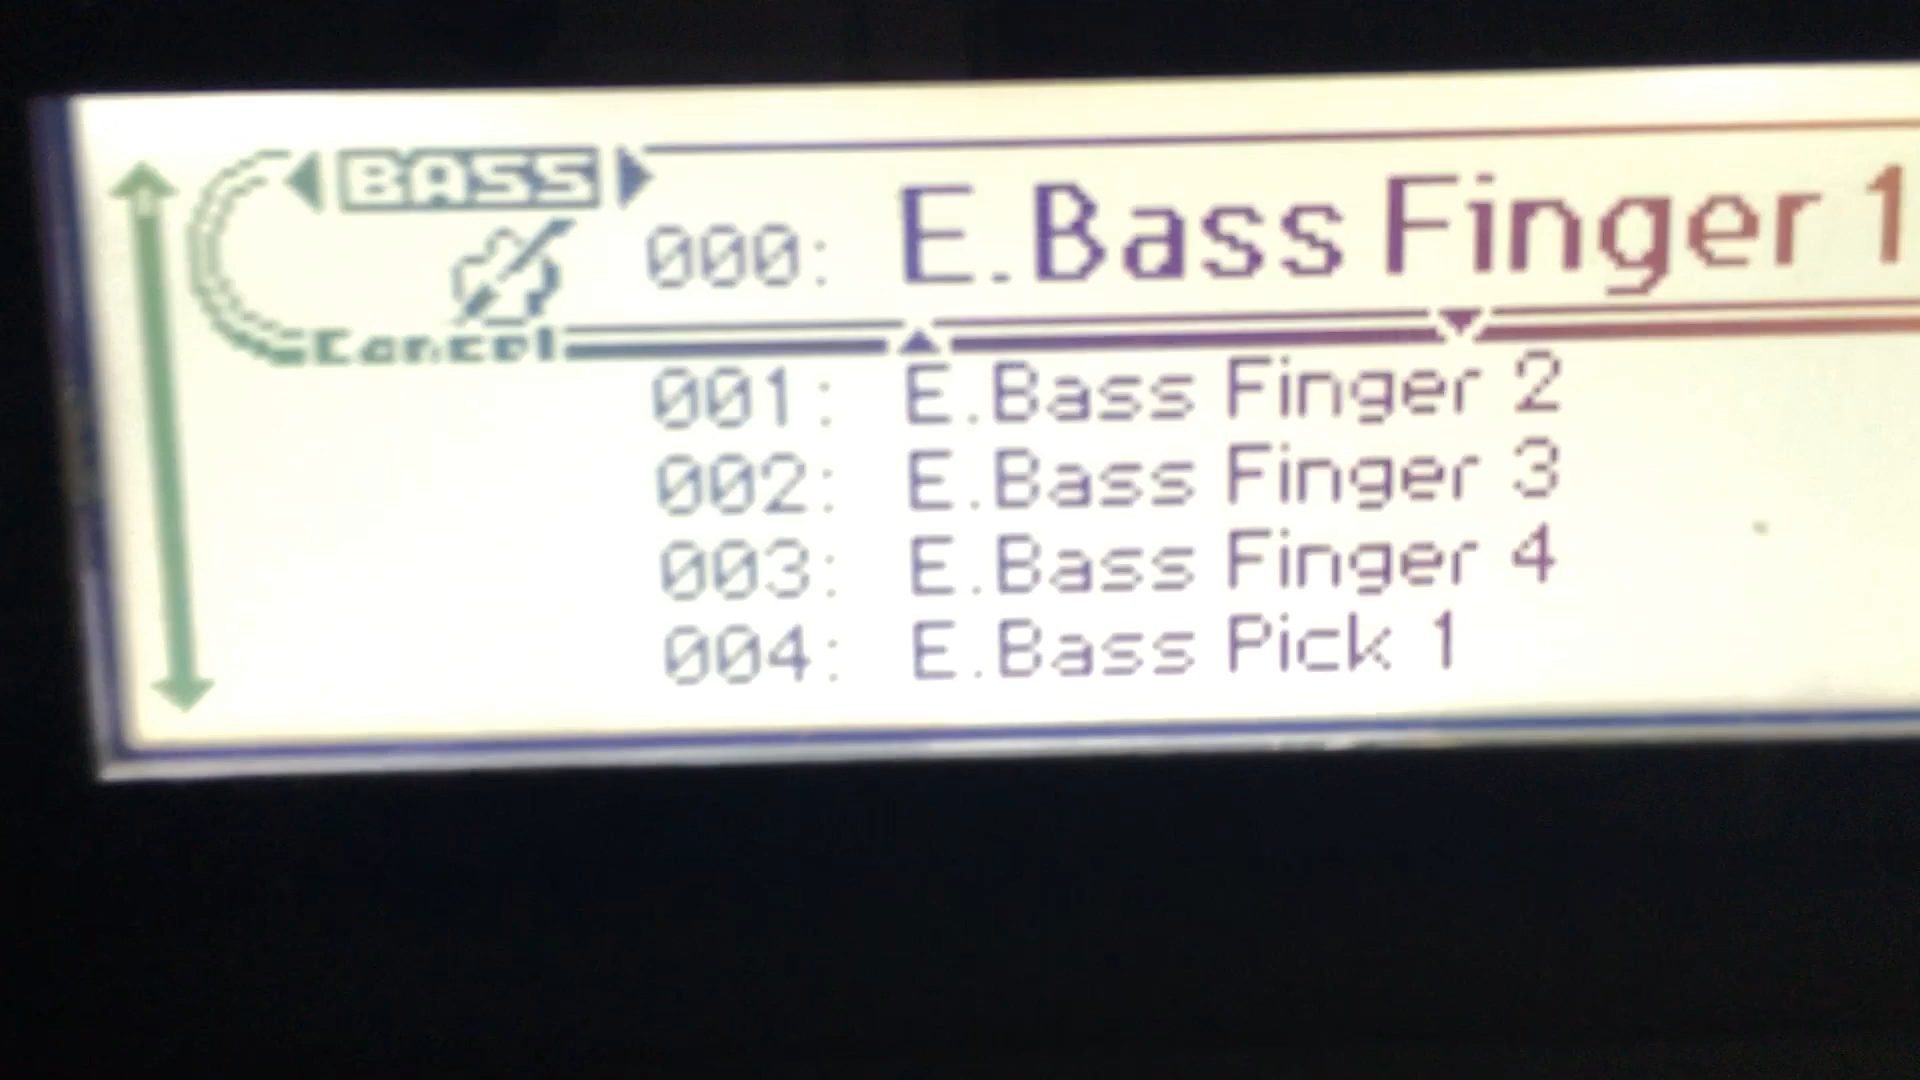 BASS
000: E.Bass Finger 1
Cancel
001: E.Bass Finger 2
002: E.Bass Finger 3
003: E.Bass Finger 4
004: E.Bass Pick 1